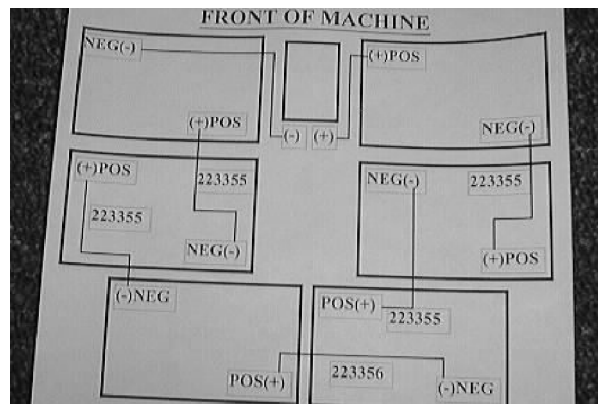 FRONT OF MACHINE
NEG(-)
(+)POS
(+)POS
NEG(-)
(-) (+)
(+)POS
223355
223355
NEG(-)
NEG(-)
223355
(+)POS
(-)NEG
POS(+)
POS(+)
223355
223356
(-)NEG